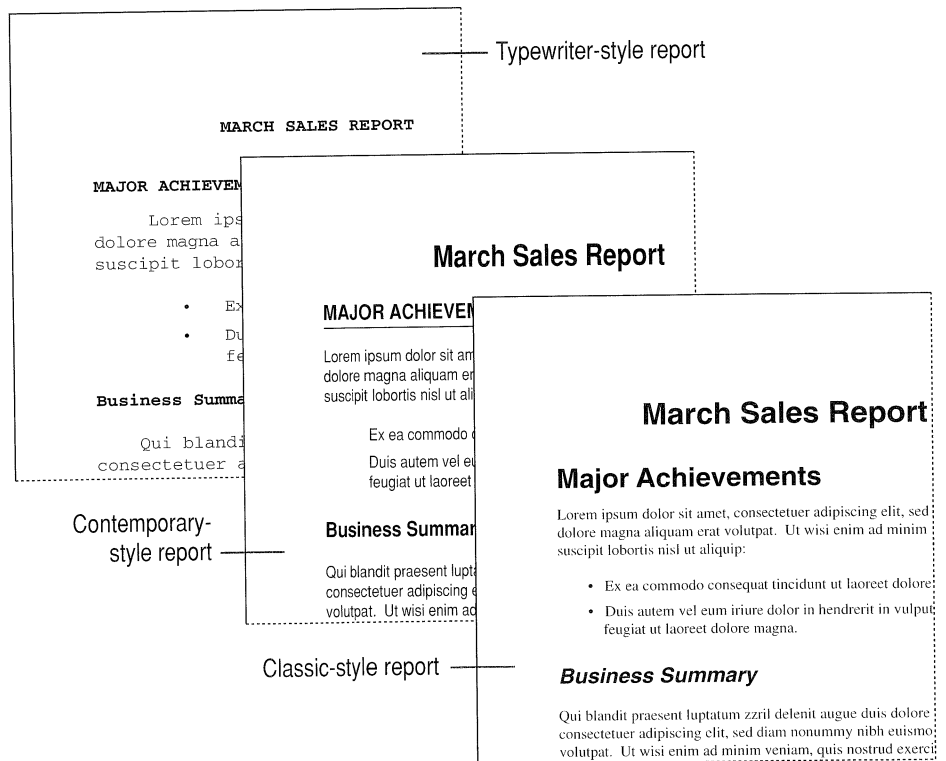 Typewriter-style report
MARCH SALES REPORT
MAJOR ACHIEVEM
Lorem ips
dolore magna a
suscipit lobor
• Ex
• Du
fe
Business Summa
Qui blandi
consectetuer a
March Sales Report
MAJOR ACHIEVEM
Lorem ipsum dolor sit am
dolore magna aliquam er
suscipit lobortis nisl ut ali
Ex ea commodo
Duis autem vel eu
feugiat ut laoreet
Business Summar
Qui blandit praesent lupta
consectetuer adipiscing e
volutpat. Ut wisi enim ad
Contemporary-
style report
March Sales Report
Major Achievements
Lorem ipsum dolor sit amet, consectetuer adipiscing elit, sed
dolore magna aliquam erat volutpat. Ut wisi enim ad minim
suscipit lobortis nisl ut aliquip:
• Ex ea commodo consequat tincidunt ut laoreet dolore
• Duis autem vel eum iriure dolor in hendrerit in vulput
feugiat ut laoreet dolore magna.
Business Summary
Qui blandit praesent luptatum zzril delenit augue duis dolore
consectetuer adipiscing elit, sed diam nonummy nibh euismo
volutpat. Ut wisi enim ad minim veniam, quis nostrud exerci
Classic-style report